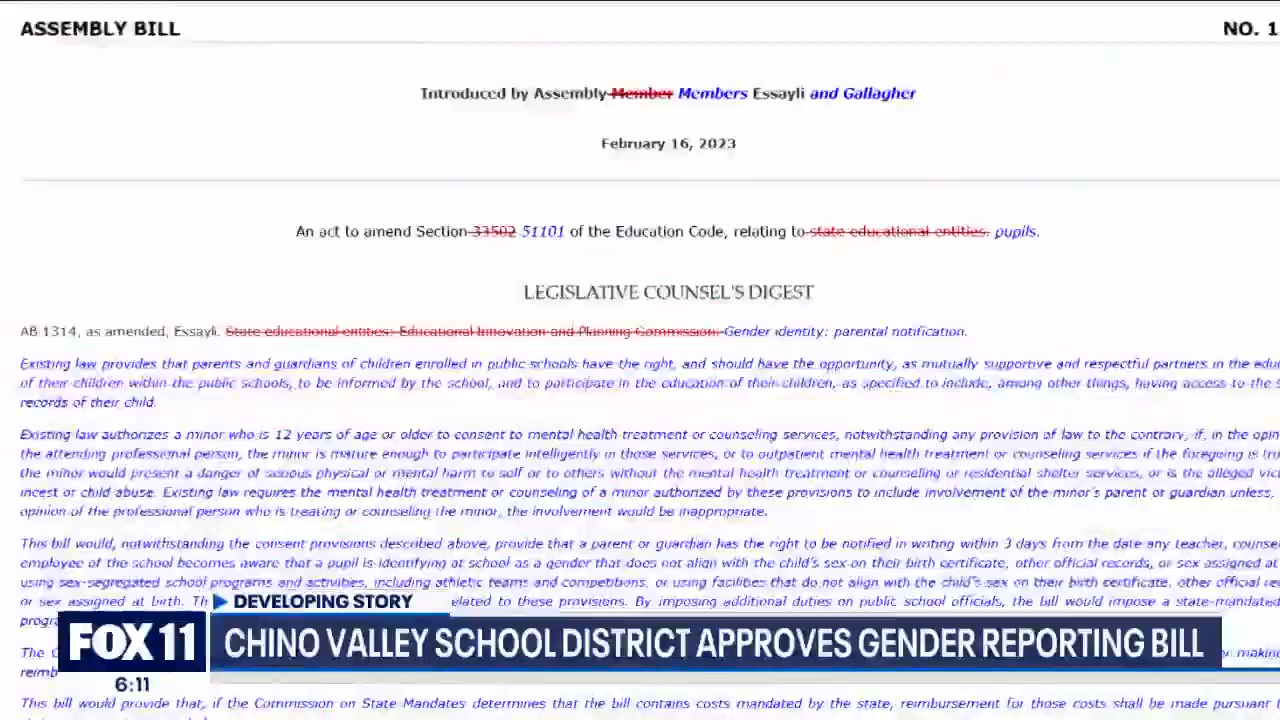 ASSEMBLY BILL NO. 1
Introduced by Assembly Member Members Essayli and Gallagher
February 16, 2023
An act to amend Section 33502 51101 of the Education Code, relating to state educational entities. pupils.
LEGISLATIVE COUNSEL'S DIGEST
AB 1314, as amended, Essayli. State educational entities: Educational Innovation and Planning Commission. Gender identity: parental notification.
Existing law provides that parents and guardians of children enrolled in public schools have the right, and should have the opportunity, as mutually supportive and respectful partners in the
of their children within the public schools, to be informed by the school, and to participate in the education of their children, as specified to include, among other things, having access to the
records of their child.
Existing law authorizes a minor who is 12 years of age or older to consent to mental health treatment or counseling services, notwithstanding any provision of law to the contrary, if, in the
the attending professional person, the minor is mature enough to participate intelligently in those services, or to outpatient mental health treatment or counseling services if the foregoing is
the minor would present a danger of serious physical or mental harm to self or to others without the mental health treatment or counseling or residential shelter services, or is the alleged
incest or child abuse. Existing law requires the mental health treatment or counseling of a minor authorized by these provisions to include involvement of the minor's parent or guardian unless,
opinion of the professional person who is treating or counseling the minor, the involvement would be inappropriate.
This bill would, notwithstanding the consent provisions described above, provide that a parent or guardian has the right to be notified in writing within 3 days from the date any teacher,
employee of the school becomes aware that a pupil is identifying at school as a gender that does not align with the child's sex on their birth certificate, other official records, or sex assigned at
using sex-segregated school programs and activities, including athletic teams and competitions, or using facilities that do not align with the child's sex on their birth certificate, other official
or sex assigned at birth. Th elated to these provisions. By imposing additional duties on public school officials, the bill would impose a state-mandated
DEVELOPING STORY
progr
FOX 11
CHINO VALLEY SCHOOL DISTRICT APPROVES GENDER REPORTING BILL
6:11
reimb
This bill would provide that, if the Commission on State Mandates determines that the bill contains costs mandated by the state, reimbursement for those costs shall be made pursuant